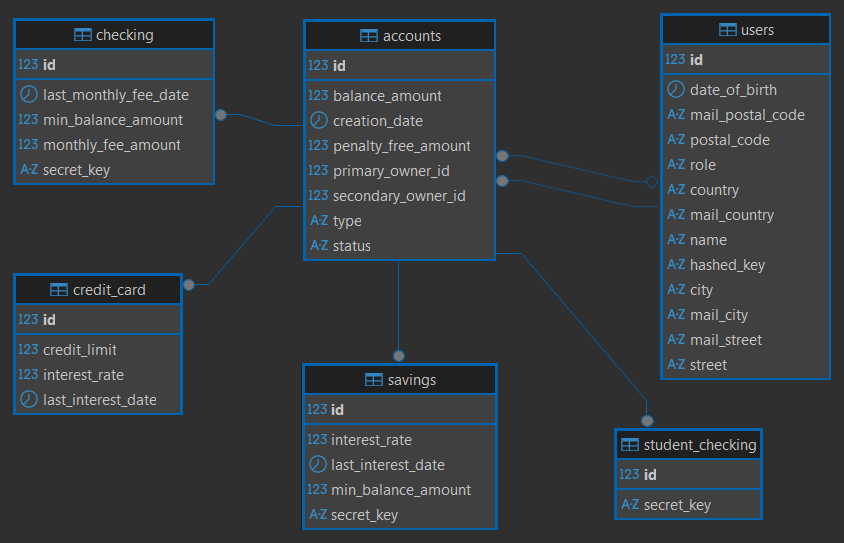 checking
123 id
last_monthly_fee_date
123 min_balance_amount
123 monthly_fee_amount
A-Z secret_key
accounts
123 id
123 balance_amount
creation_date
123 penalty_free_amount
123 primary_owner_id
123 secondary_owner_id
A-Z type
A-Z status
users
123 id
date_of_birth
A-Z mail_postal_code
A-Z postal_code
A-Z role
A-Z country
A-Z mail_country
A-Z name
A-Z hashed_key
A-Z city
A-Z mail_city
A-Z mail_street
A-Z street
credit_card
123 id
123 credit_limit
123 interest_rate
last_interest_date
savings
123 id
123 interest_rate
last_interest_date
123 min_balance_amount
A-Z secret_key
student_checking
123 id
A-Z secret_key